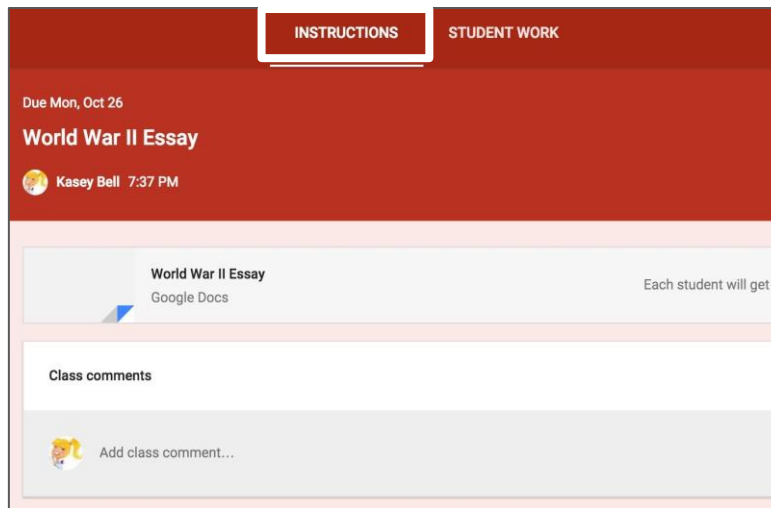 INSTRUCTIONS STUDENT WORK
Due Mon, Oct 26
World War II Essay
Kasey Bell 7:37 PM
World War II Essay
Google Docs
Each student will get
Class comments
Add class comment...